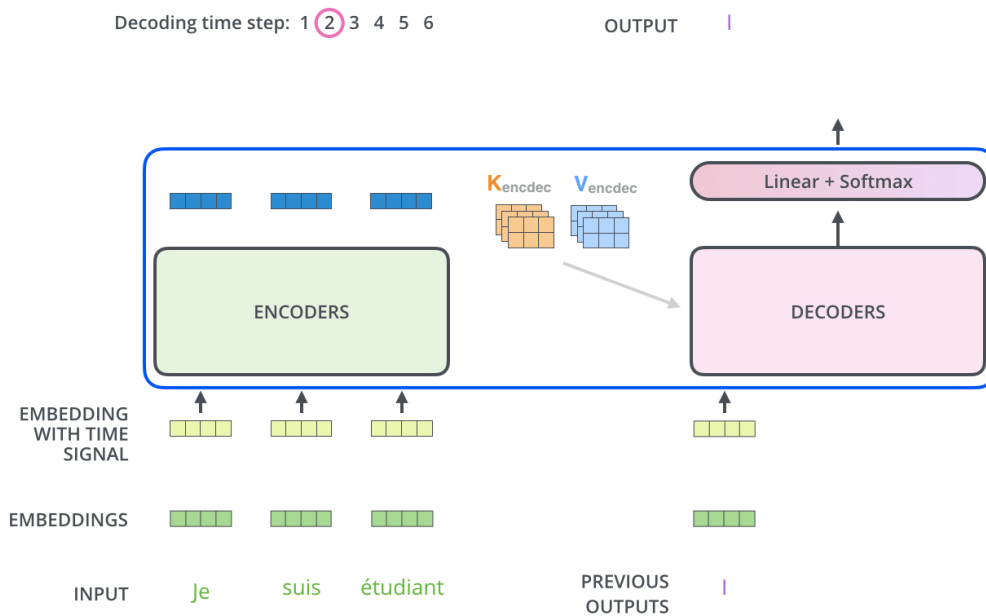 Decoding time step: 1 2 3 4 5 6
OUTPUT I
Kencdec Vencdec
Linear + Softmax
ENCODERS
DECODERS
EMBEDDING
WITH TIME
SIGNAL
EMBEDDINGS
INPUT Je suis étudiant
PREVIOUS
OUTPUTS I